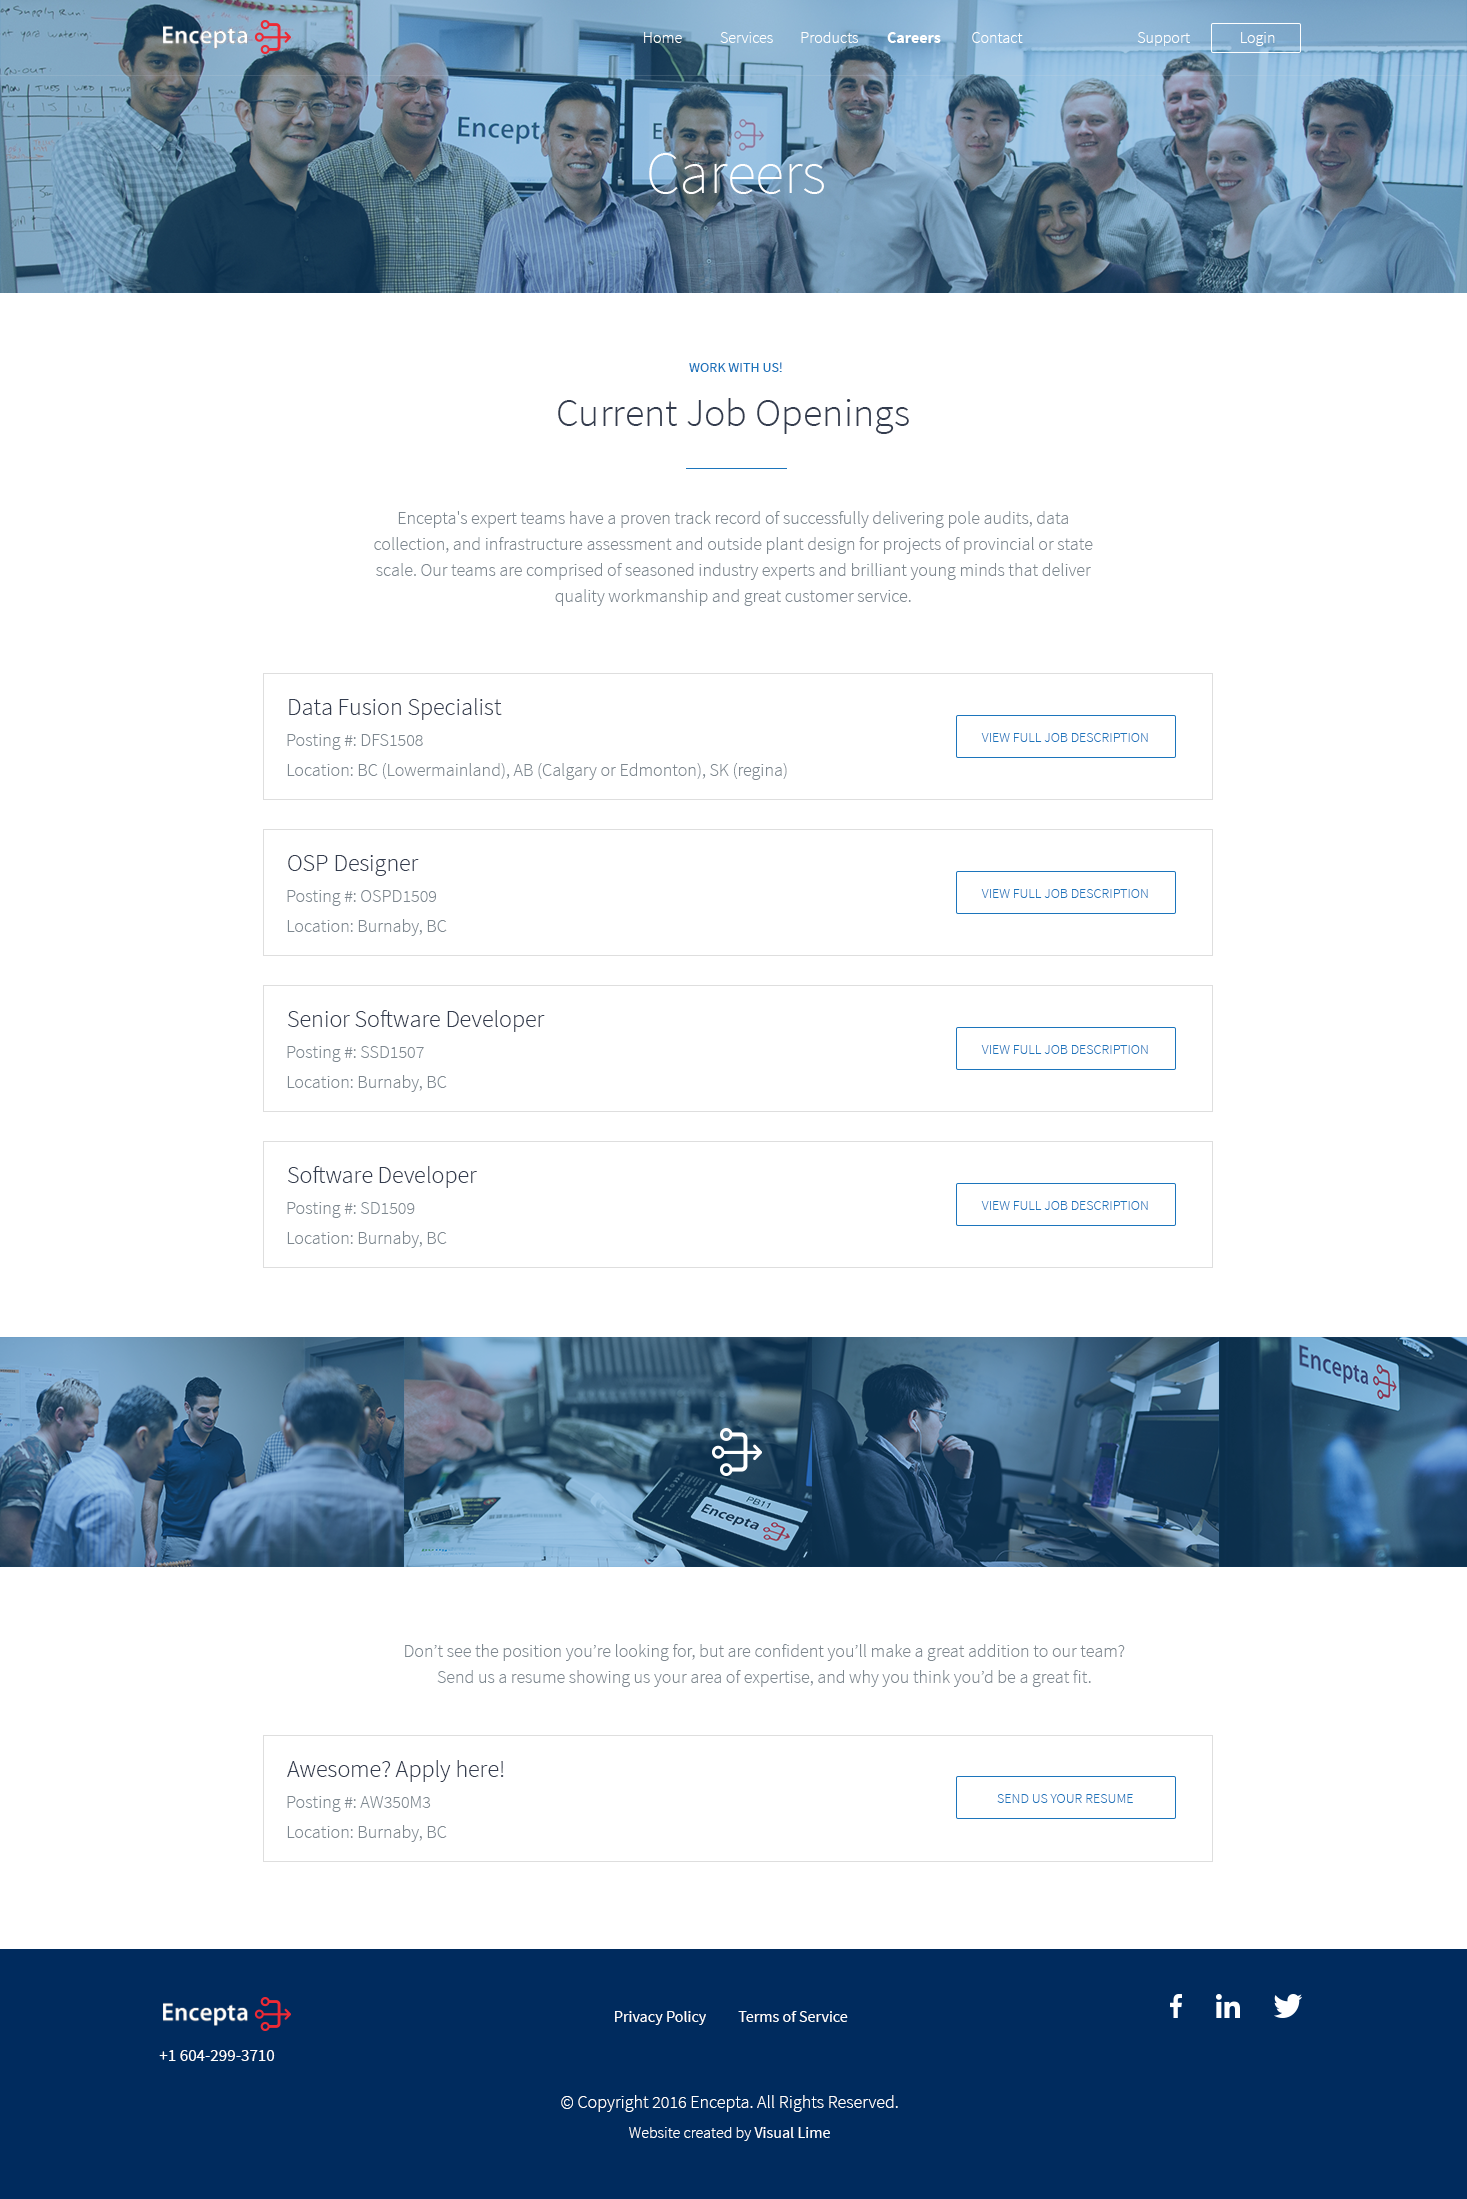 Encepta
Home Services Products Careers Contact Support Login
Encept
E
Careers
WORK WITH US!
Current Job Openings
Encepta's expert teams have a proven track record of successfully delivering pole audits, data
collection, and infrastructure assessment and outside plant design for projects of provincial or state
scale. Our teams are comprised of seasoned industry experts and brilliant young minds that deliver
quality workmanship and great customer service.
Data Fusion Specialist
Posting #: DFS1508
Location: BC (Lowermainland), AB (Calgary or Edmonton), SK (regina)
VIEW FULL JOB DESCRIPTION
OSP Designer
Posting #: OSPD1509
Location: Burnaby, BC
VIEW FULL JOB DESCRIPTION
Senior Software Developer
Posting #: SSD1507
Location: Burnaby, BC
VIEW FULL JOB DESCRIPTION
Software Developer
Posting #: SD1509
Location: Burnaby, BC
VIEW FULL JOB DESCRIPTION
Encepta
PB11
Encepta
Don’t see the position you’re looking for, but are confident you’ll make a great addition to our team?
Send us a resume showing us your area of expertise, and why you think you’d be a great fit.
Awesome? Apply here!
Posting #: AW350M3
Location: Burnaby, BC
SEND US YOUR RESUME
Encepta
+1 604-299-3710
Privacy Policy Terms of Service
© Copyright 2016 Encepta. All Rights Reserved.
Website created by Visual Lime